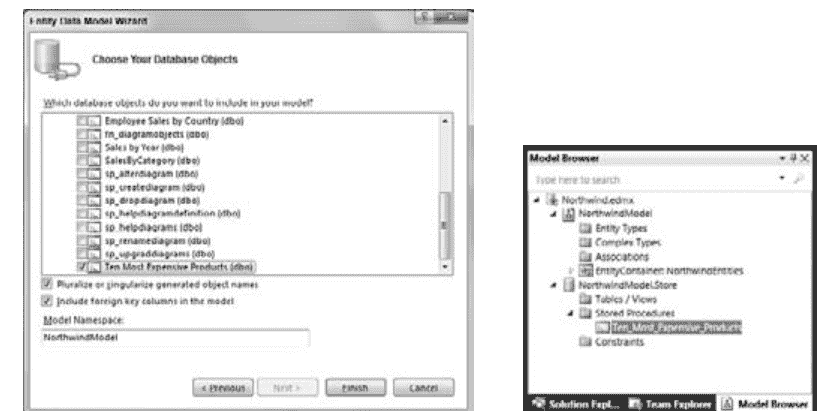 Entity Data Model Wizard
Choose Your Database Objects
Which database objects do you want to include in your model?
Employee Sales by Country (dbo)
fn_diagramobjects (dbo)
Sales by Year (dbo)
SalesByCategory (dbo)
sp_alterdiagram (dbo)
sp_creatediagram (dbo)
sp_dropdiagram (dbo)
sp_helpdiagramdefinition (dbo)
sp_helpdiagrams (dbo)
sp_renamediagram (dbo)
sp_upgraddiagrams (dbo)
Ten Most Expensive Products (dbo)
Pluralize or singularize generated object names
Include foreign key columns in the model
Model Namespace:
NorthwindModel
< Previous
Next >
Finish
Cancel
Model Browser
Type here to search
Northwind.edmx
NorthwindModel
Entity Types
Complex Types
Associations
EntityContainer: NorthwindEntities
NorthwindModel.Store
Tables / Views
Stored Procedures
Ten_Most_Expensive_Products
Constraints
Solution Expl...
Team Explorer
Model Browser